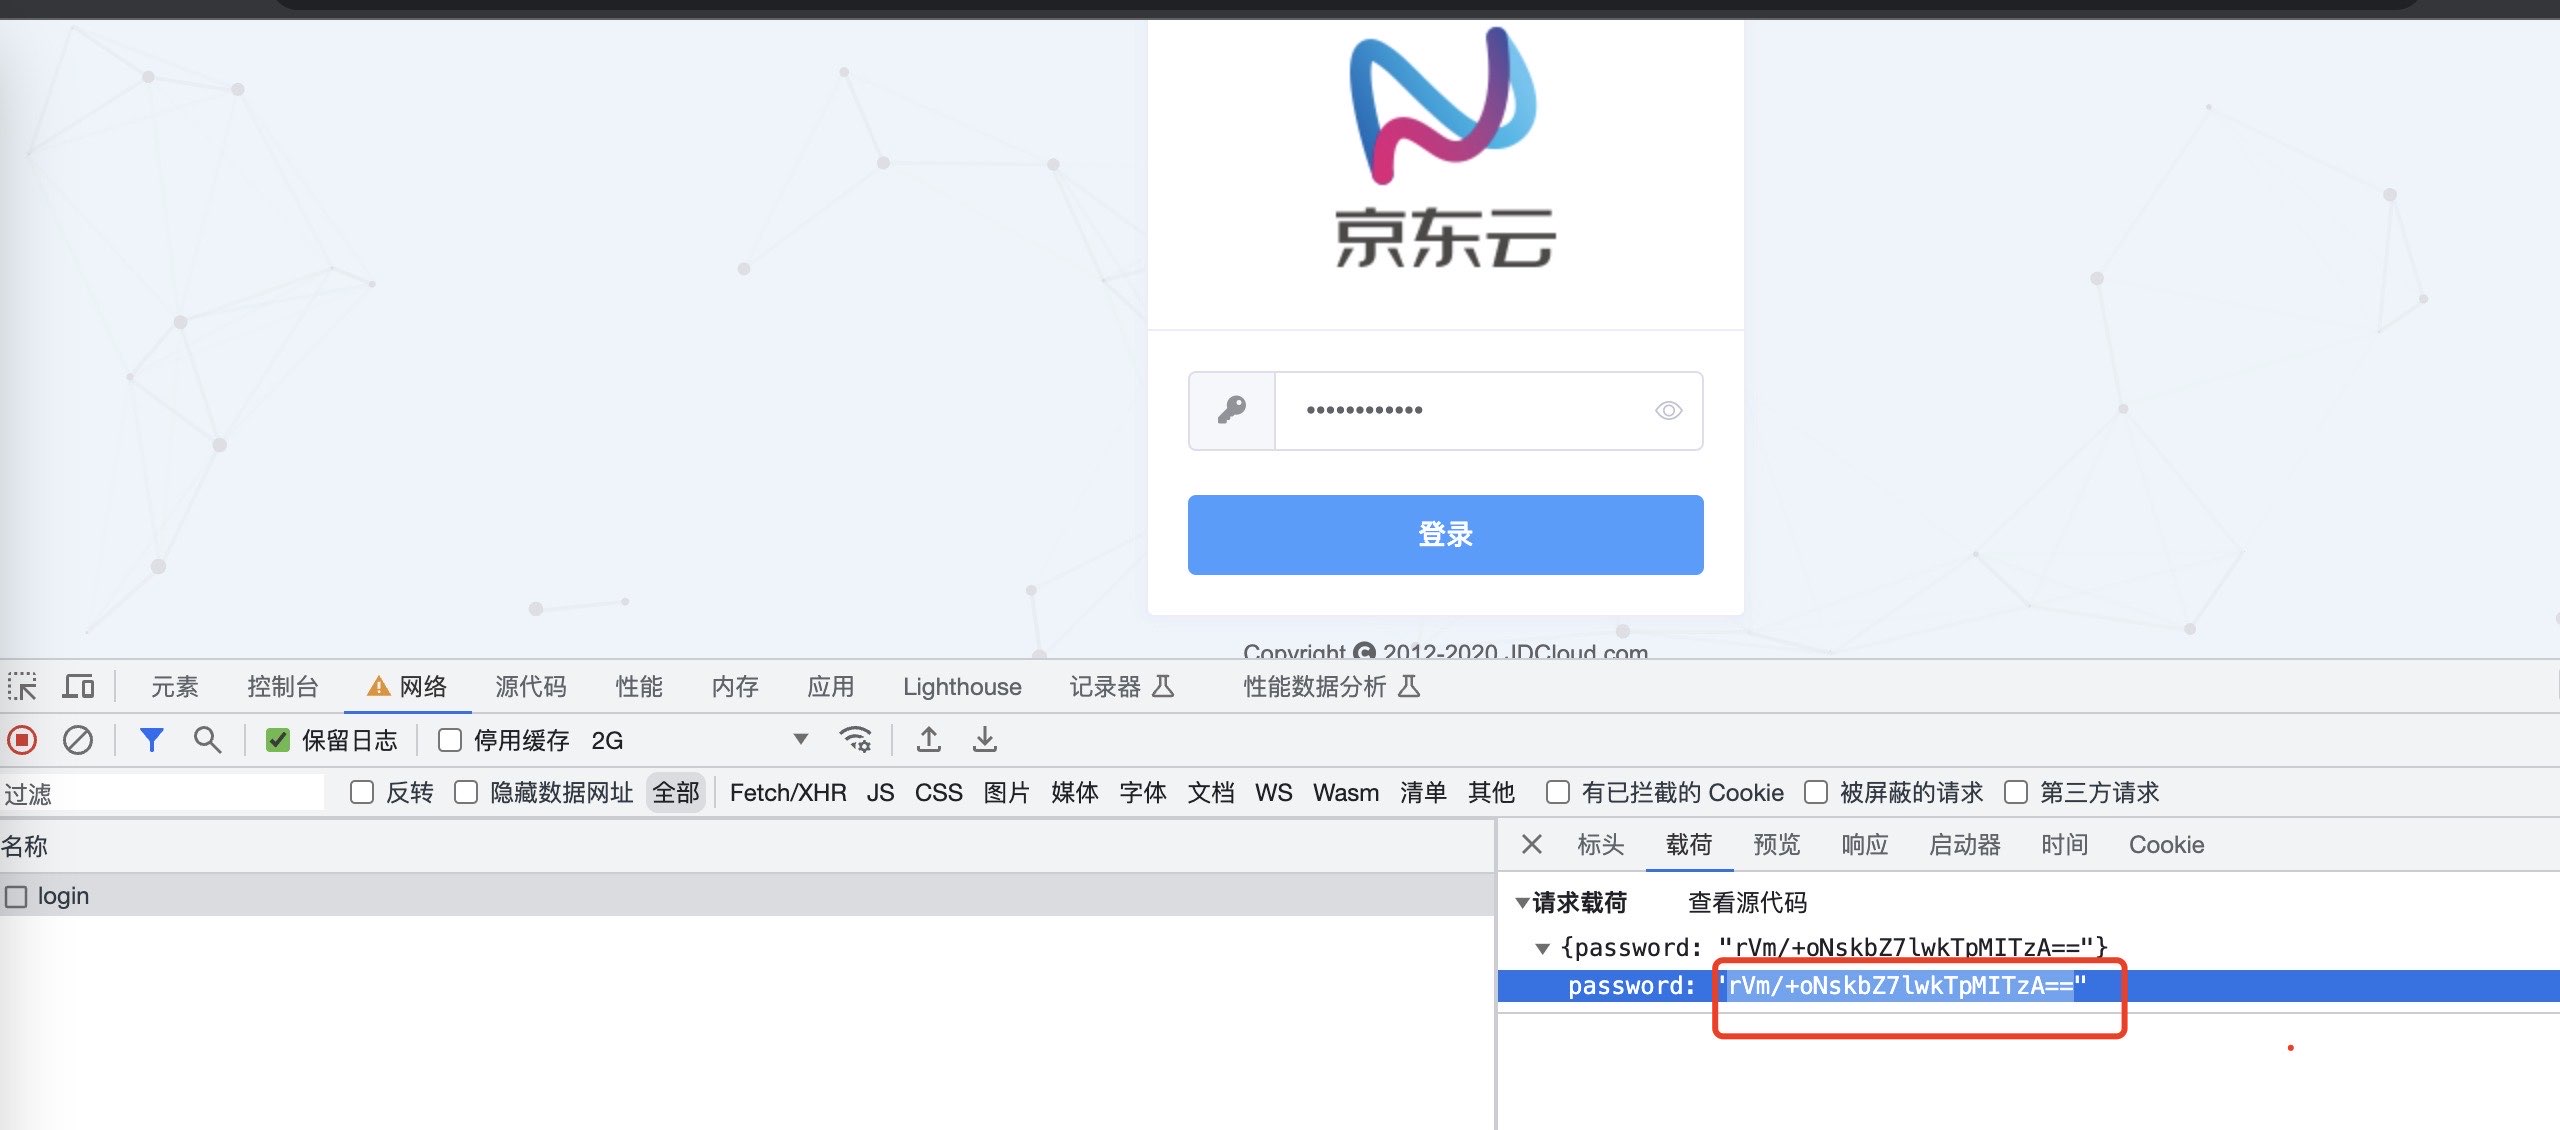 京东云
••••••••••••
登录
Copyright © 2012-2020 JDCloud.com
元素 控制台 网络 源代码 性能 内存 应用 Lighthouse 记录器 性能数据分析
保留日志 停用缓存 2G
过滤 反转 隐藏数据网址 全部 Fetch/XHR JS CSS 图片 媒体 字体 文档 WS Wasm 清单 其他 有已拦截的 Cookie 被屏蔽的请求 第三方请求
名称
login
标头 载荷 预览 响应 启动器 时间 Cookie
请求载荷 查看源代码
{password: "rVm/+oNskbZ7lwkTpMITzA=="}
password: "rVm/+oNskbZ7lwkTpMITzA=="